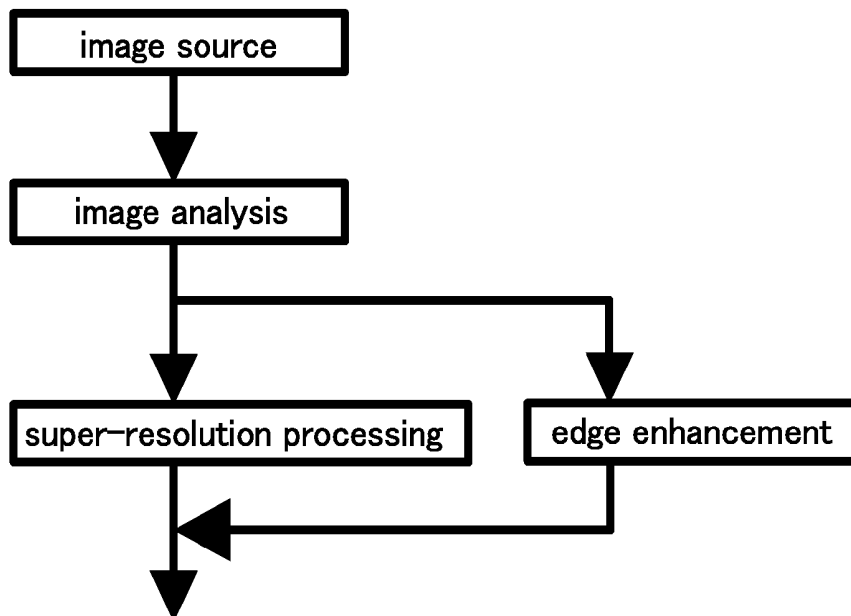 image source
image analysis
super-resolution processing
edge enhancement